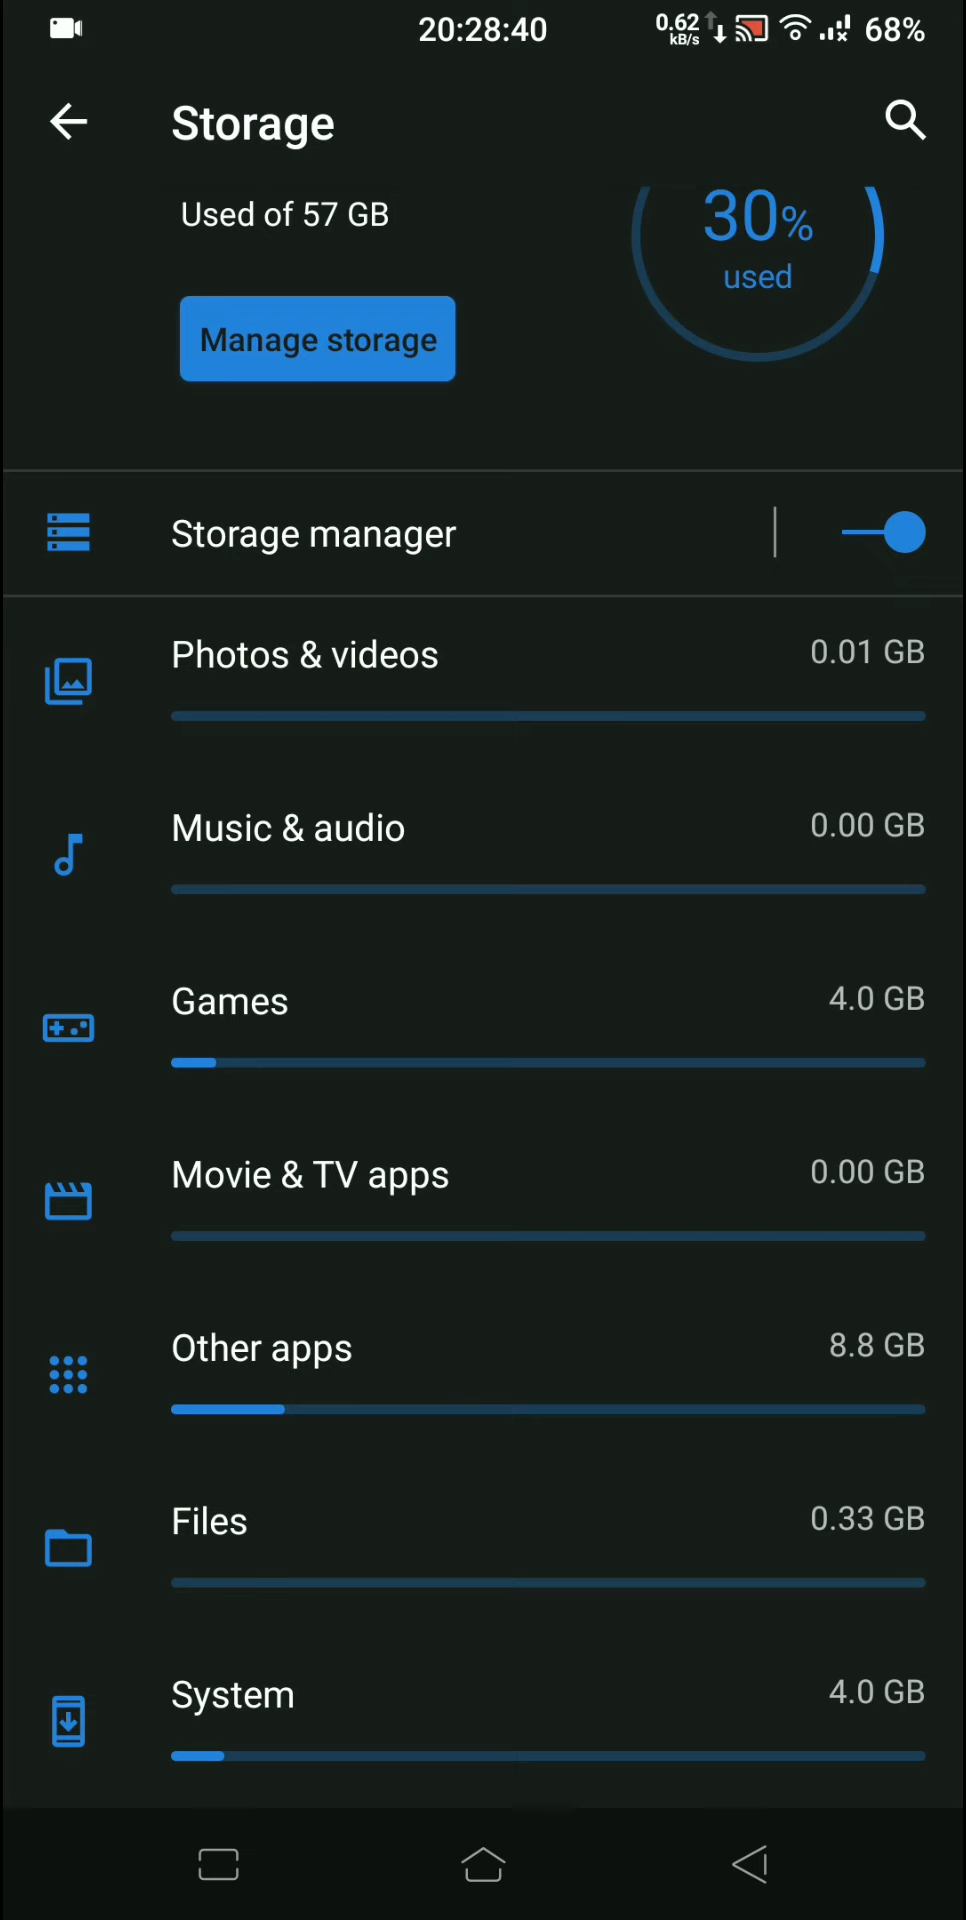 20:28:40
0.62 kB/s
68%
Storage
Used of 57 GB
30%
used
Manage storage
Storage manager
Photos & videos
0.01 GB
Music & audio
0.00 GB
Games
4.0 GB
Movie & TV apps
0.00 GB
Other apps
8.8 GB
Files
0.33 GB
System
4.0 GB